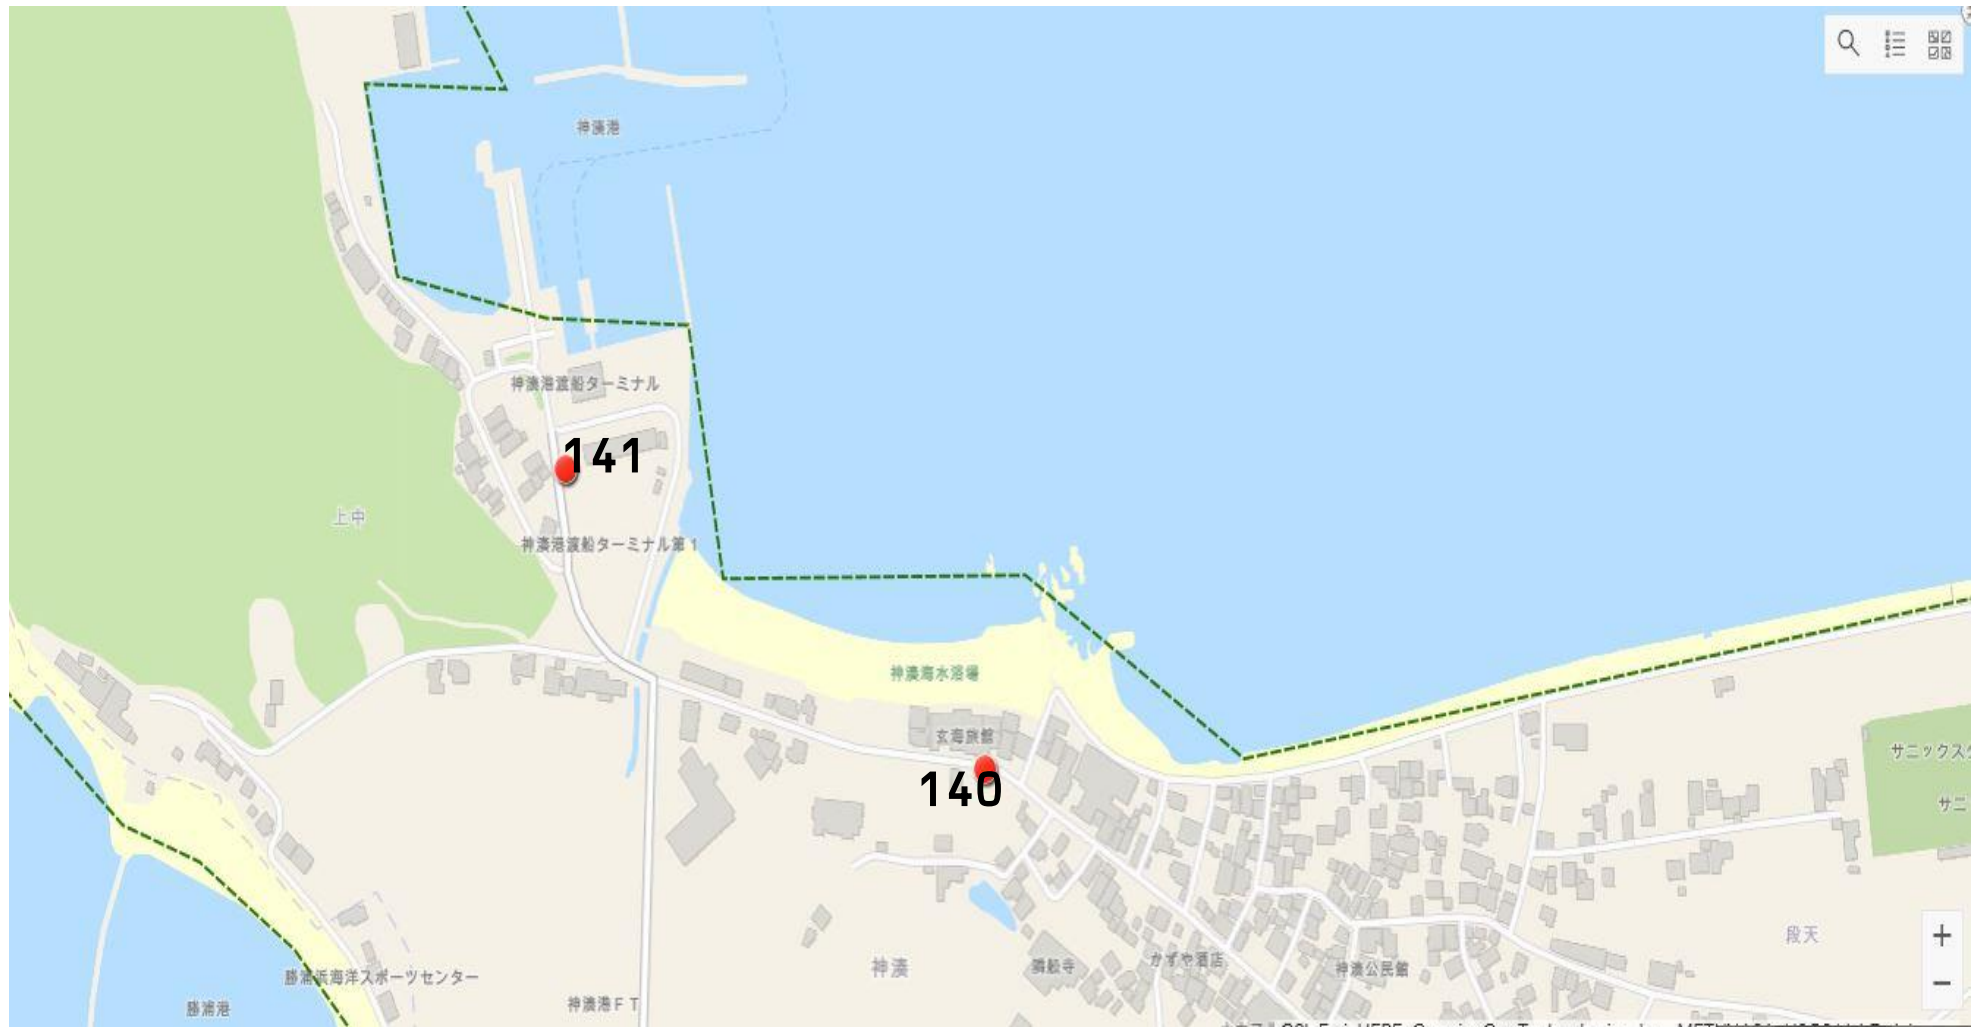 神湊港
神湊港渡船ターミナル
141
上中
神湊港渡船ターミナル第1
神湊海水浴場
玄海旅館
140
サニックス
サニ
段天
神湊
隣船寺
かずや酒店
神湊公民館
勝浦浜海洋スポーツセンター
勝浦港
神湊港FT